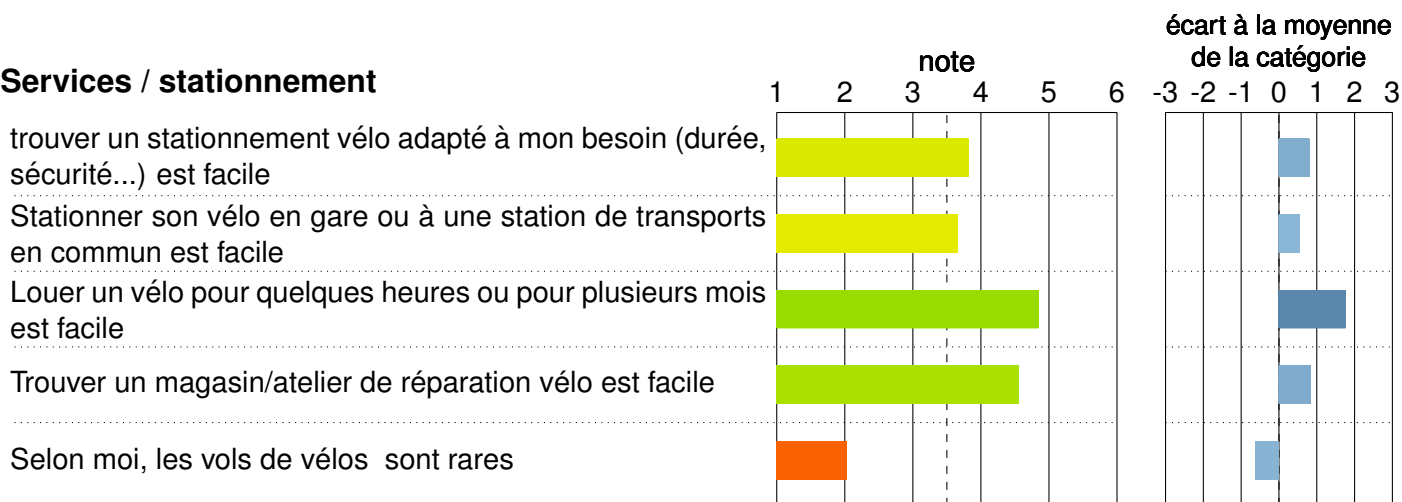 écart à la moyenne
note de la catégorie
Services / stationnement
1 2 3 4 5 6 -3 -2 -1 0 1 2 3
trouver un stationnement vélo adapté à mon besoin (durée,
sécurité...) est facile
Stationner son vélo en gare ou à une station de transports
en commun est facile
Louer un vélo pour quelques heures ou pour plusieurs mois
est facile
Trouver un magasin/atelier de réparation vélo est facile
Selon moi, les vols de vélos sont rares